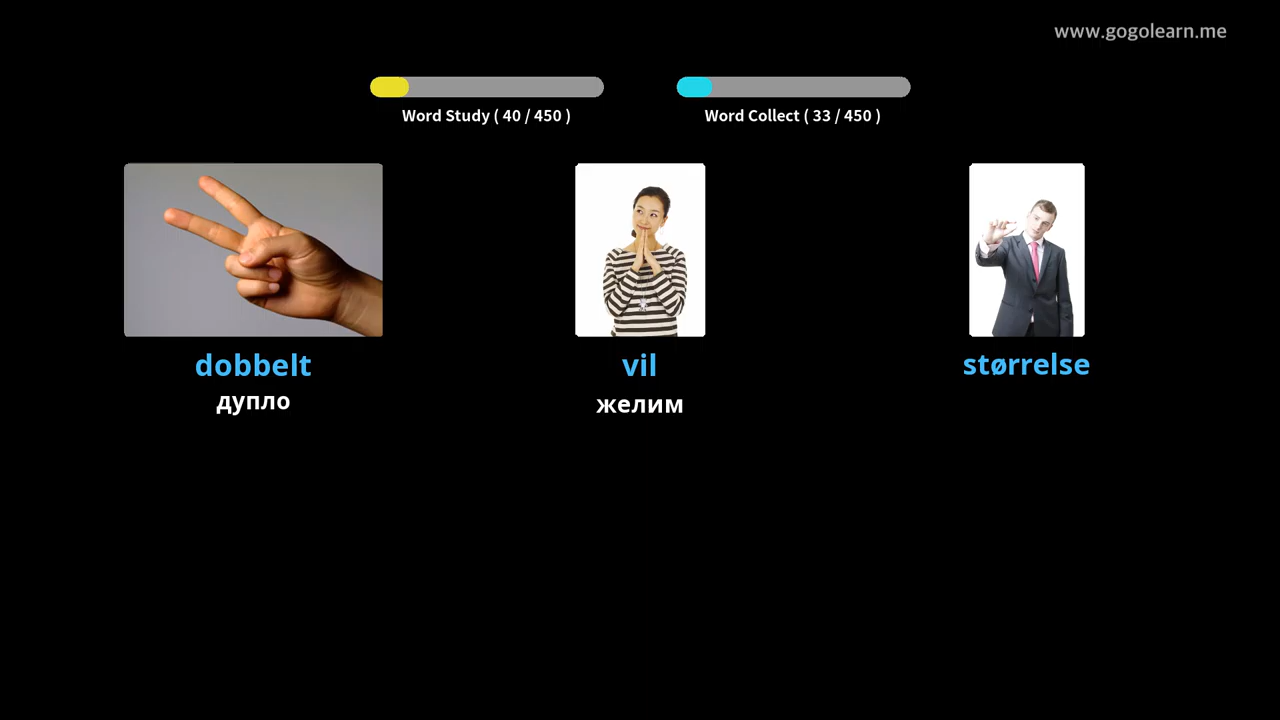 www.gogolearn.me
Word Study ( 40 / 450 )
Word Collect ( 33 / 450 )
dobbelt
дупло
vil
желим
størrelse